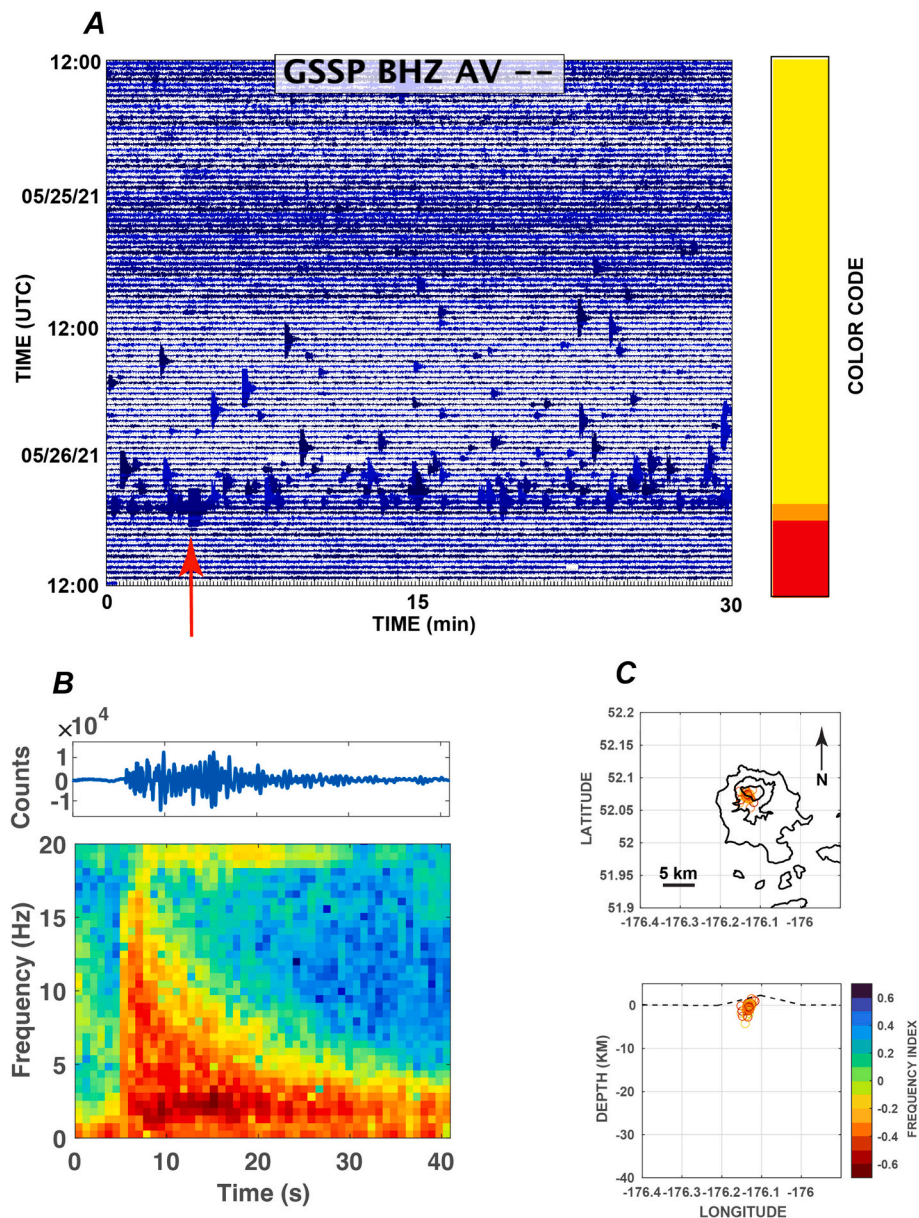 A
GSSP BHZ AV --
12:00
05/25/21
12:00
05/26/21
12:00
TIME (UTC)
0
15
30
TIME (min)
COLOR CODE
B
×10⁴
1
0
-1
Counts
20
15
10
5
0
Frequency (Hz)
0
10
20
30
40
Time (s)
C
52.2
52.15
52.1
52.05
52
51.95
51.9
LATITUDE
N
5 km
-176.4 -176.3 -176.2 -176.1 -176
0
-10
-20
-30
-40
DEPTH (KM)
-176.4 -176.3 -176.2 -176.1 -176
LONGITUDE
0.6
0.4
0.2
0
-0.2
-0.4
-0.6
FREQUENCY INDEX